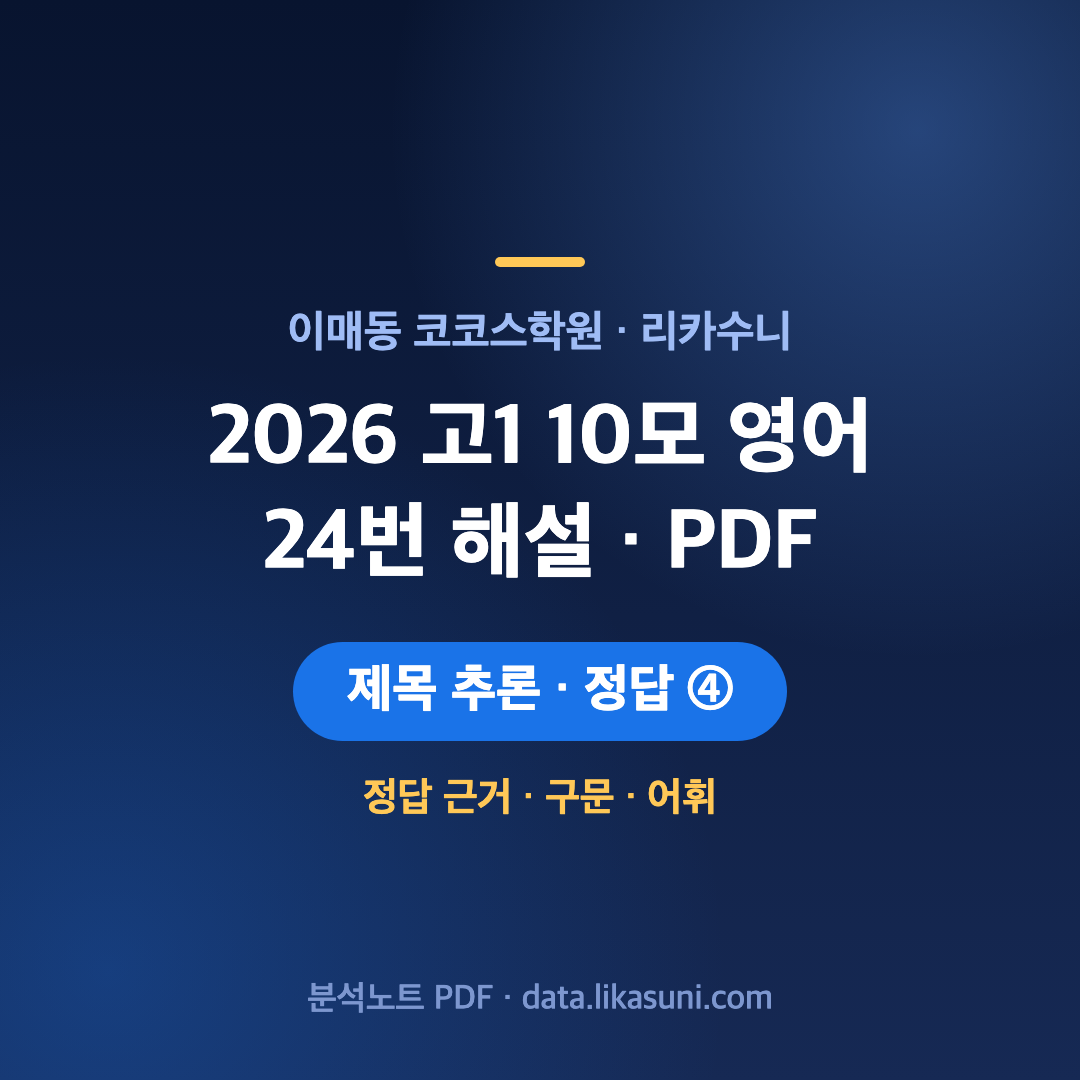 이매동 코코스학원 · 리카수니
2026 고1 10모 영어
24번 해설 · PDF
제목 추론 · 정답 ④
정답 근거 · 구문 · 어휘
분석노트 PDF · data.likasuni.com